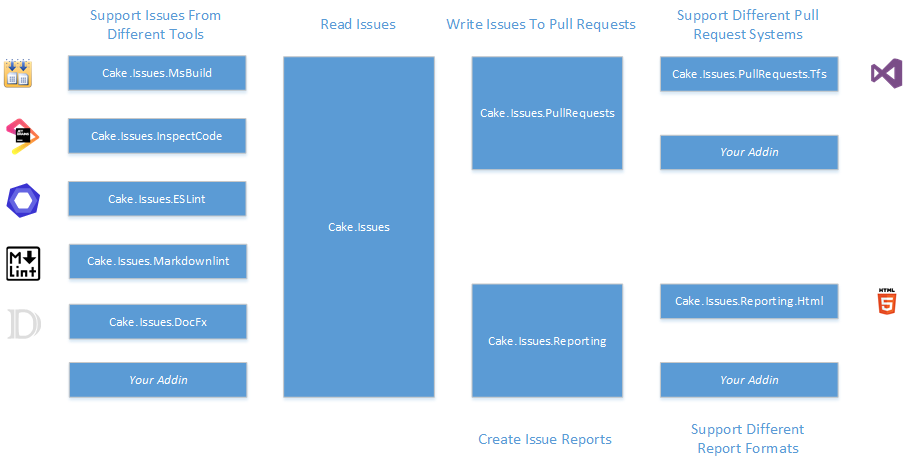 Support Issues From
Different Tools
Read Issues
Write Issues To Pull Requests
Support Different Pull
Request Systems
Cake.Issues.MsBuild
Cake.Issues.InspectCode
Cake.Issues.ESLint
Cake.Issues.Markdownlint
Cake.Issues.DocFx
Your Addin
Cake.Issues
Cake.Issues.PullRequests
Cake.Issues.Reporting
Cake.Issues.PullRequests.Tfs
Your Addin
Cake.Issues.Reporting.Html
Your Addin
M
Lint
HTML
5
Create Issue Reports
Support Different
Report Formats